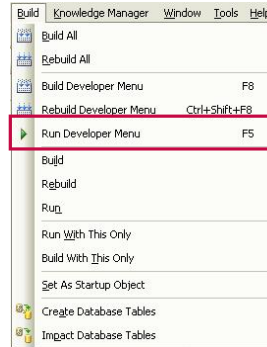 Build Knowledge Manager Window Tools Help
Build All
Rebuild All
Build Developer Menu F8
Rebuild Developer Menu Ctrl+Shift+F8
Run Developer Menu F5
Build
Rebuild
Run
Run With This Only
Build With This Only
Set As Startup Object
Create Database Tables
Impact Database Tables